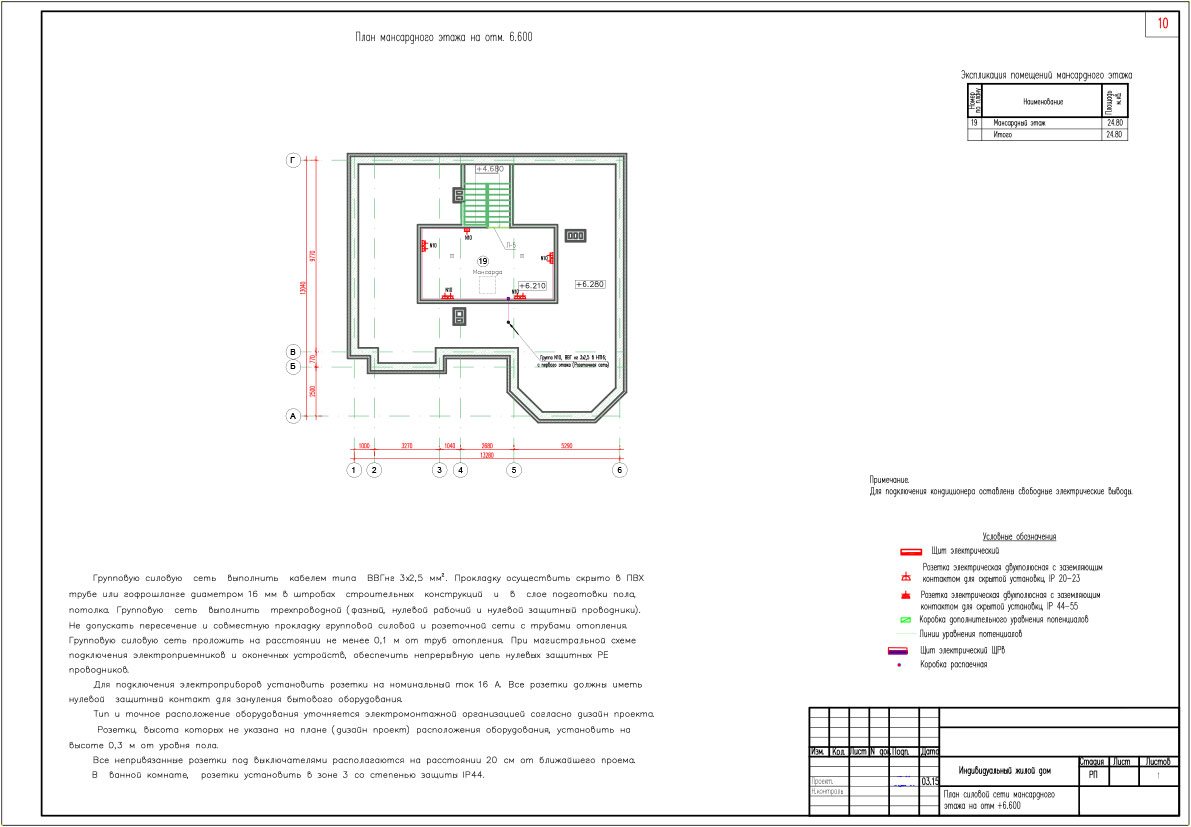 10
План мансардного этажа на отм. 6.600
Экспликация помещений мансардного этажа
Номер по плану
Наименование
Площадь м.кв.
19 Мансардный этаж 24.80
Итого 24.80
Г
В
Б
А
+4.680
Л-5
N10
N10
N10
N10
N10
19
Мансарда
+6.210
+6.280
9770
13040
770
2500
Группа N10, ВВГ нг 3x2,5 В НПВ;
с первого этажа (Розеточная сеть)
1000 3270 1040 2680 5290
13280
1 2 3 4 5 6
Примечание.
Для подключения кондиционера оставлены свободные электрические выводы.
Условные обозначения
Щит электрический
Розетка электрическая двухполюсная с заземляющим
контактом для скрытой установки, IP 20-23
Розетка электрическая двухполюсная с заземляющим
контактом для скрытой установки, IP 44-55
Коробка дополнительного уравнения потенциалов
Линии уравнения потенциалов
Щит электрический ЩРв
Коробка распаечная
Групповую силовую сеть выполнить кабелем типа ВВГнг 3х2,5 мм². Прокладку осуществить скрыто в ПВХ
трубе или гофрошланге диаметром 16 мм в штробах строительных конструкций и в слое подготовки пола,
потолка. Групповую сеть выполнить трехпроводной (фазный, нулевой рабочий и нулевой защитный проводники).
Не допускать пересечение и совместную прокладку групповой силовой и розеточной сети с трубами отопления.
Групповую силовую сеть проложить на расстоянии не менее 0,1 м от труб отопления. При магистральной схеме
подключения электроприемников и оконечных устройств, обеспечить непрерывную цепь нулевых защитных PE
проводников.
Для подключения электроприборов установить розетки на номинальный ток 16 А. Все розетки должны иметь
нулевой защитный контакт для зануления бытового оборудования.
Тип и точное расположение оборудования уточняется электромонтажной организацией согласно дизайн проекта.
Розетки, высота которых не указана на плане (дизайн проект) расположения оборудования, установить на
высоте 0,3 м от уровня пола.
Все непривязанные розетки под выключателями располагаются на расстоянии 20 см от ближайшего проема.
В ванной комнате, розетки установить в зоне 3 со степенью защиты IP44.
Изм. Кол. Лист N док. Подп. Дата
Проект. 03.15
Н.контроль
Индивидуальный жилой дом
Стадия Лист Листов
РП 1
План силовой сети мансардного
этажа на отм +6.600